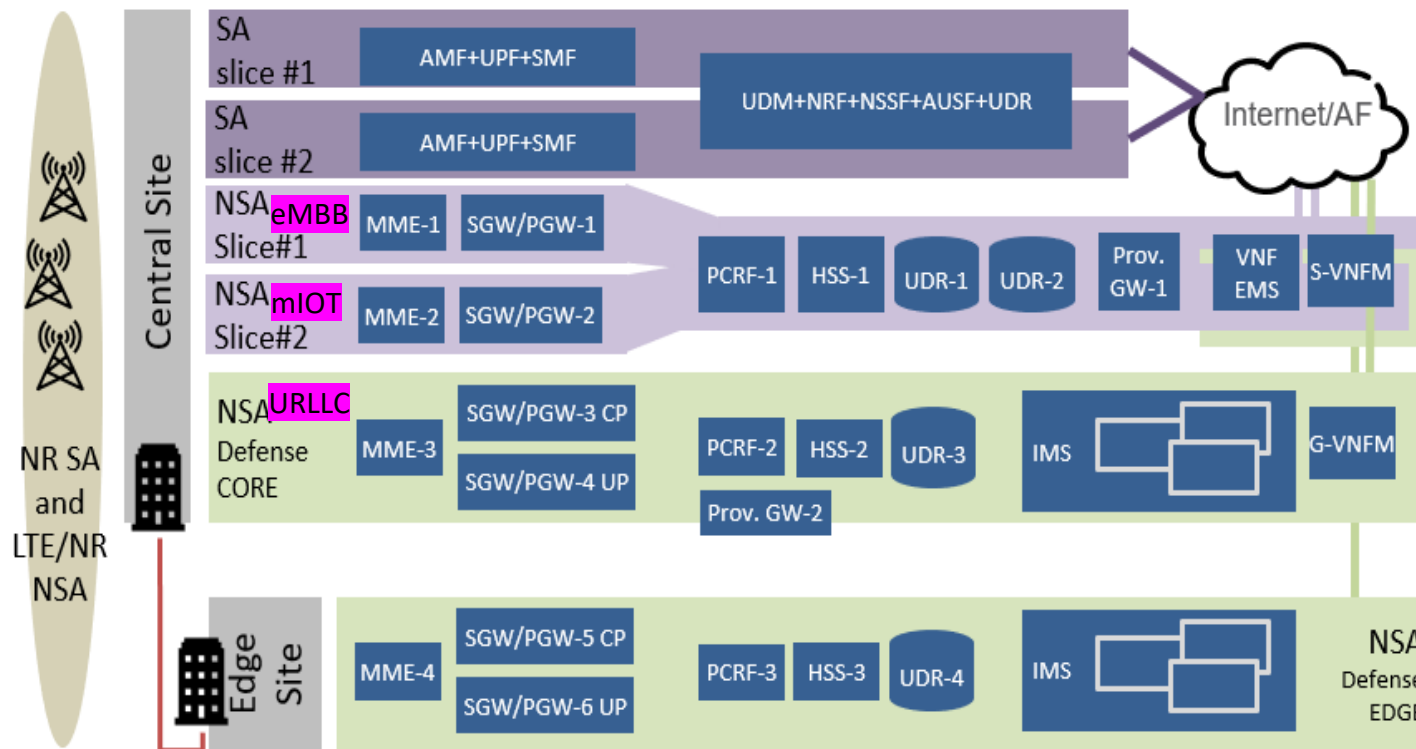 NR SA
and
LTE/NR
NSA
Central Site
SA
slice #1
AMF+UPF+SMF
UDM+NRF+NSSF+AUSF+UDR
Internet/AF
SA
slice #2
AMF+UPF+SMF
NSA eMBB
Slice#1
MME-1
SGW/PGW-1
NSA mIOT
Slice#2
MME-2
SGW/PGW-2
PCRF-1
HSS-1
UDR-1
UDR-2
Prov.
GW-1
VNF
EMS
S-VNFM
NSA URLLC
Defense
CORE
MME-3
SGW/PGW-3 CP
SGW/PGW-4 UP
PCRF-2
HSS-2
UDR-3
Prov. GW-2
IMS
G-VNFM
Edge
Site
MME-4
SGW/PGW-5 CP
SGW/PGW-6 UP
PCRF-3
HSS-3
UDR-4
IMS
NSA
Defense
EDGE